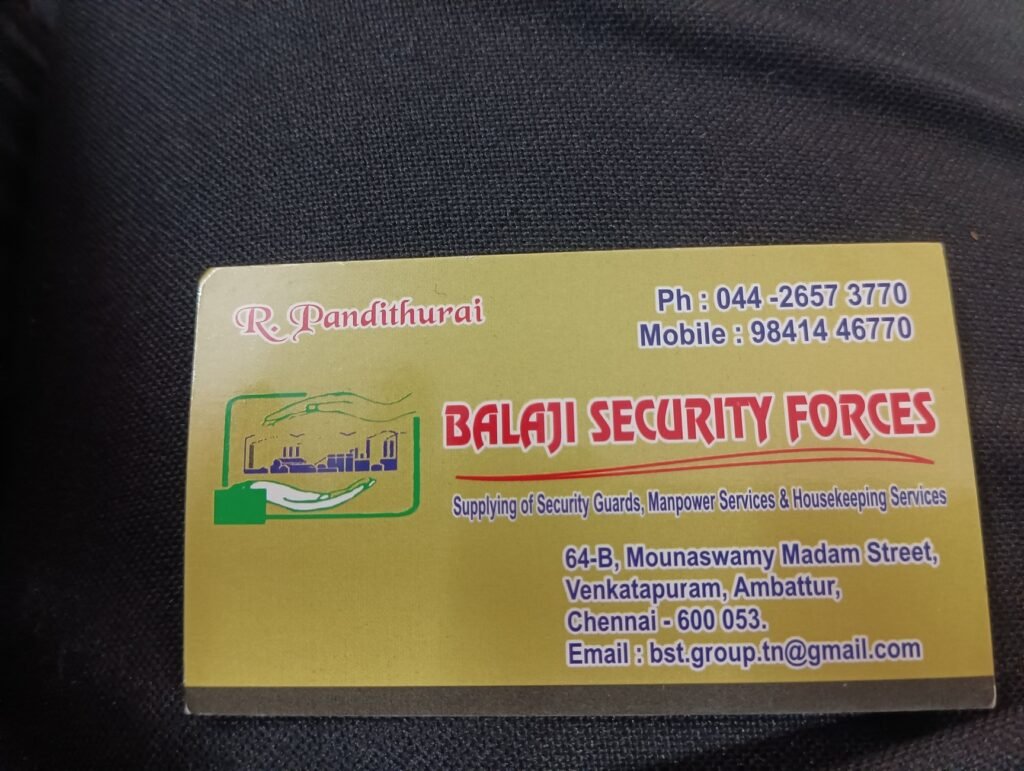 R. Pandithurai
Ph : 044 -2657 3770
Mobile : 98414 46770
BALAJI SECURITY FORCES
Supplying of Security Guards, Manpower Services & Housekeeping Services
64-B, Mounaswamy Madam Street,
Venkatapuram, Ambattur,
Chennai - 600 053.
Email : bst.group.tn@gmail.com